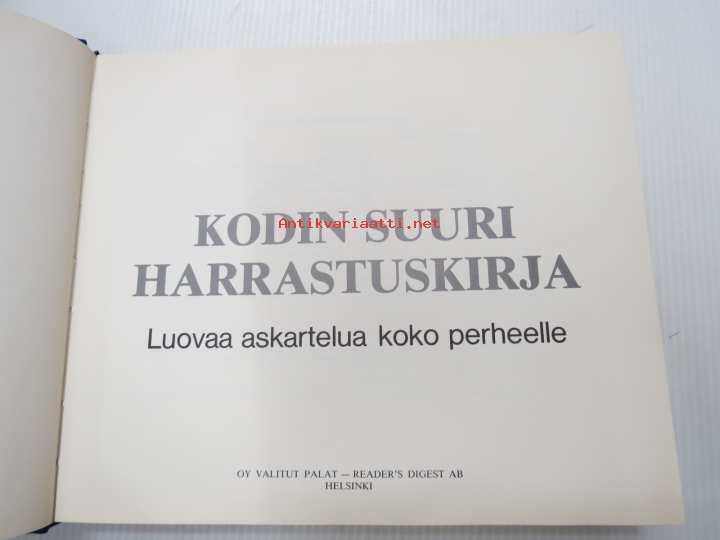 KODIN SUURI
Antikvariaatti.net
HARRASTUSKIRJA
Luovaa askartelua koko perheelle
OY VALITUT PALAT — READER'S DIGEST AB
HELSINKI